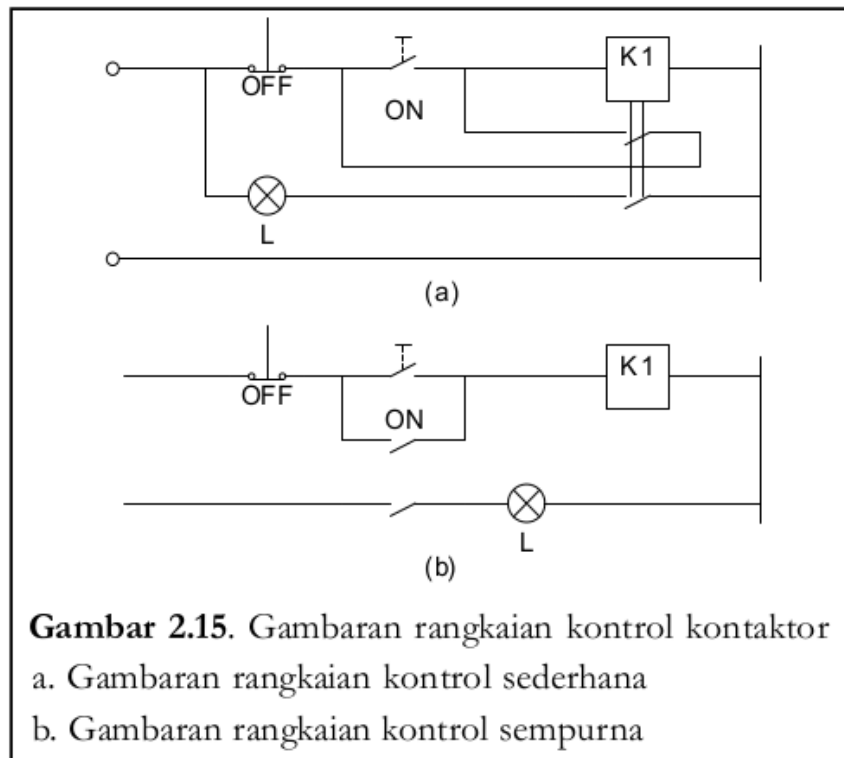 K1
OFF
ON
L
(a)
K1
OFF
ON
L
(b)
Gambar 2.15. Gambaran rangkaian kontrol kontaktor
a. Gambaran rangkaian kontrol sederhana
b. Gambaran rangkaian kontrol sempurna